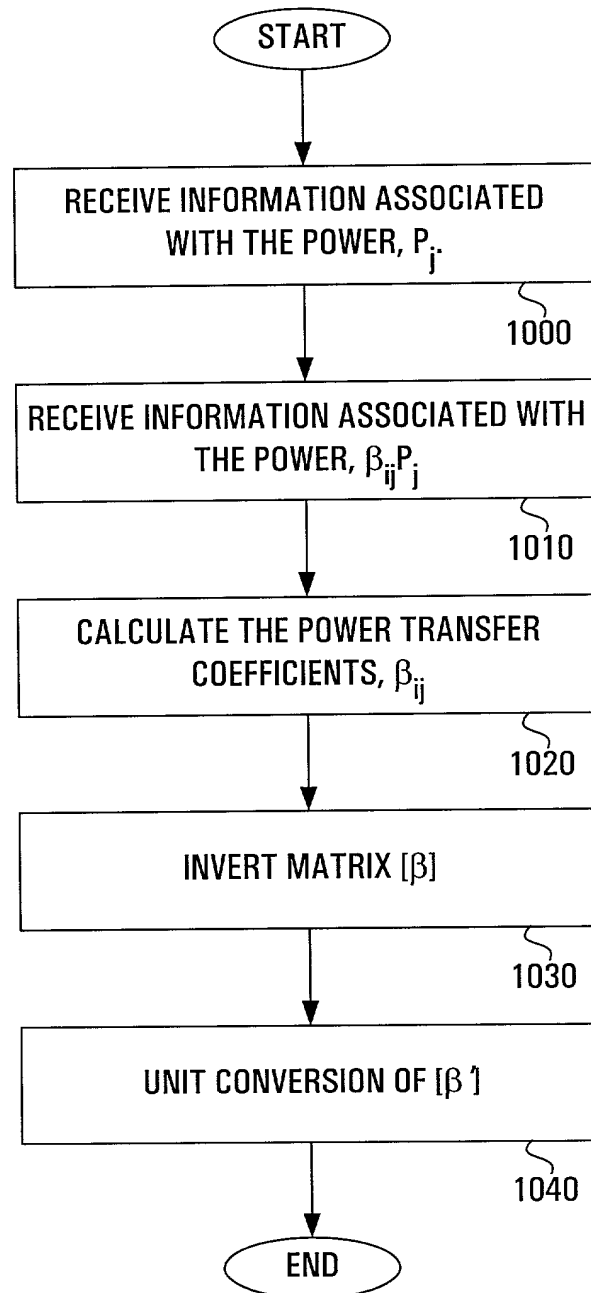 START
RECEIVE INFORMATION ASSOCIATED
WITH THE POWER, Pj.
1000
RECEIVE INFORMATION ASSOCIATED WITH
THE POWER, βijPj
1010
CALCULATE THE POWER TRANSFER
COEFFICIENTS, βij
1020
INVERT MATRIX [β]
1030
UNIT CONVERSION OF [β']
1040
END